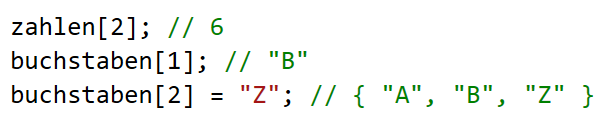 zahlen[2]; // 6
buchstaben[1]; // "B"
buchstaben[2] = "Z"; // { "A", "B", "Z" }